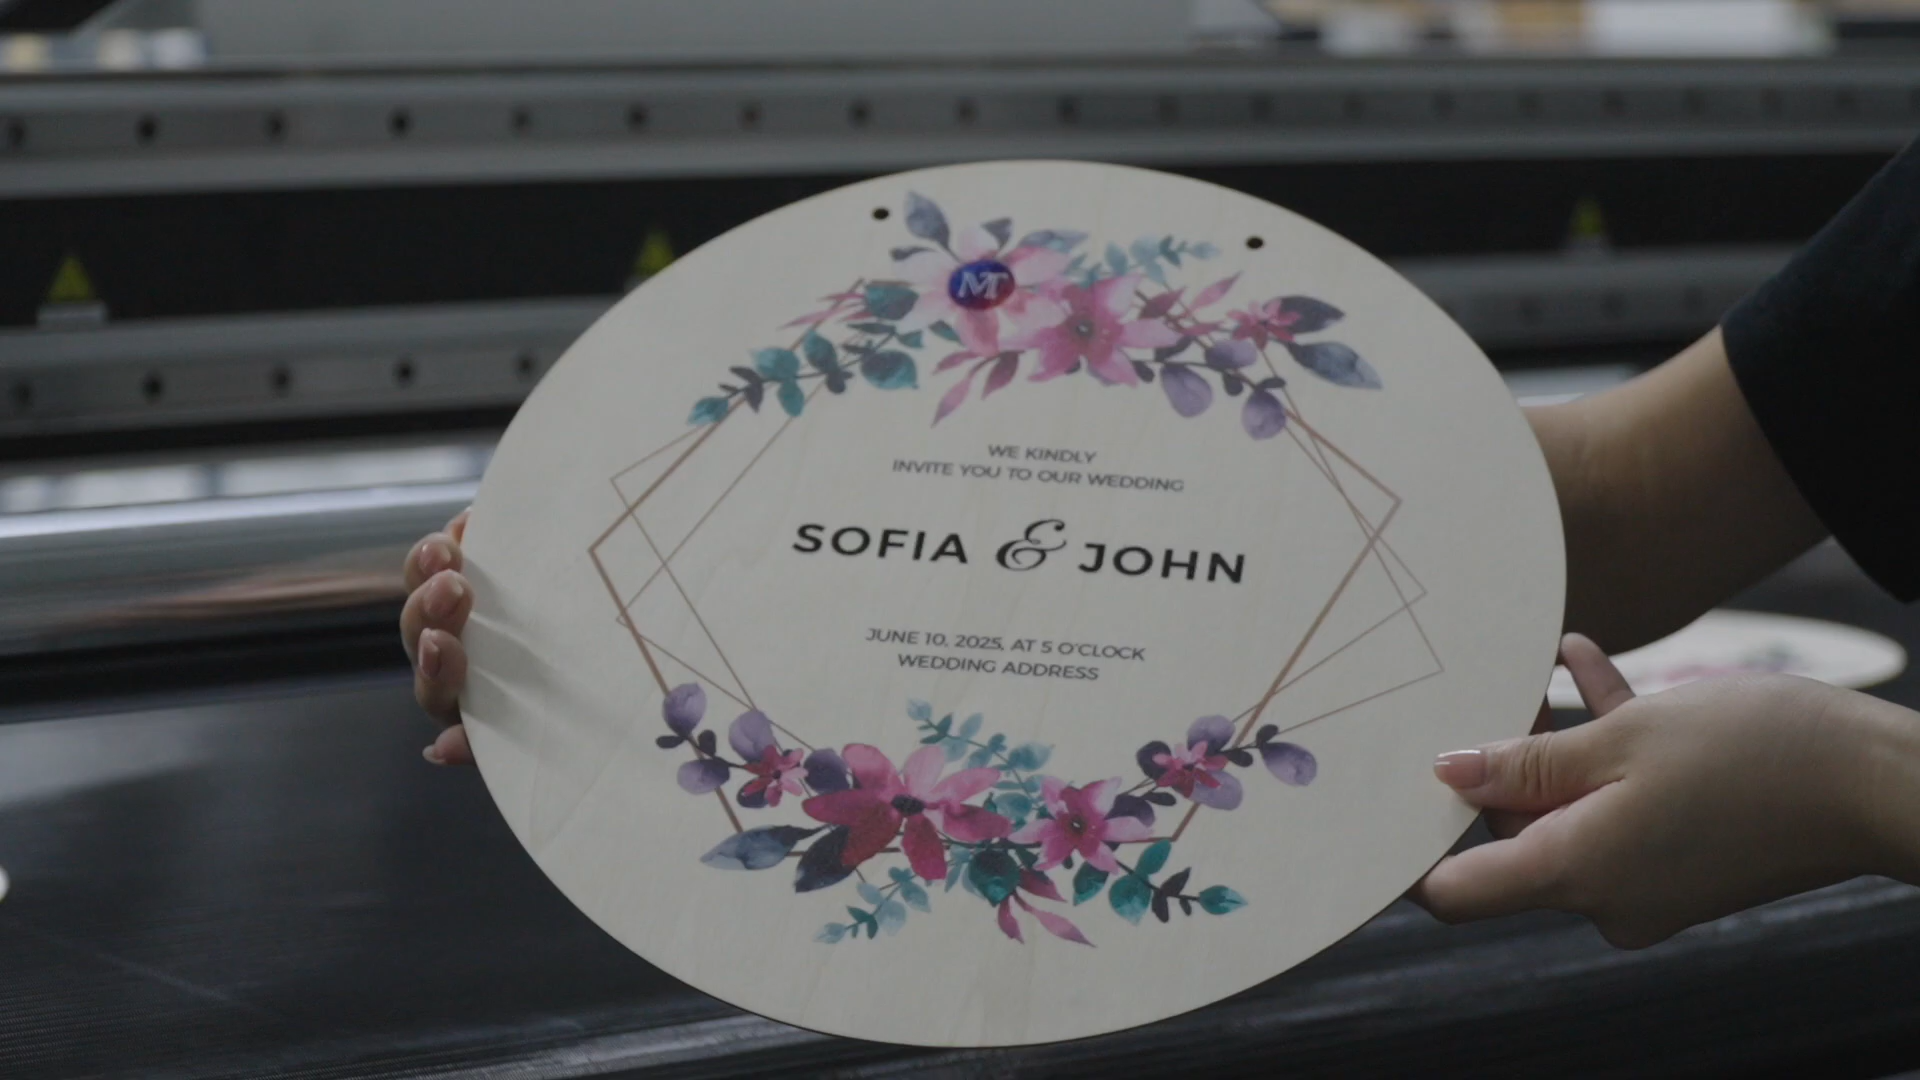 MT
WE KINDLY
INVITE YOU TO OUR WEDDING
SOFIA & JOHN
JUNE 10, 2025, AT 5 O'CLOCK
WEDDING ADDRESS